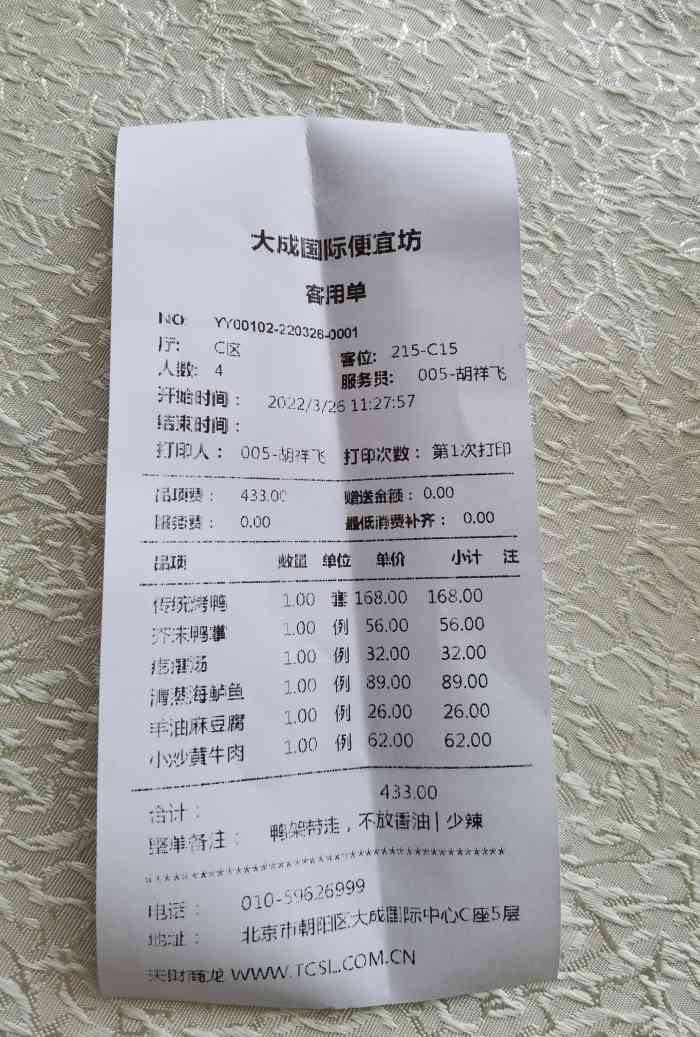 大成国际便宜坊
客用单
NO: YY00102-220326-0001
厅: C区 客位: 215-C15
人数: 4 服务员: 005-胡祥飞
开始时间： 2022/3/26 11:27:57
结束时间：
打印人： 005-胡祥飞 打印次数： 第1次打印
品项费： 433.00 赠送金额： 0.00
服务费： 0.00 最低消费补齐： 0.00
品项 数量 单位 单价 小计 注
传统烤鸭 1.00 套 168.00 168.00
芥末鸭掌 1.00 例 56.00 56.00
汤 1.00 例 32.00 32.00
清蒸海鲈鱼 1.00 例 89.00 89.00
羊油麻豆腐 1.00 例 26.00 26.00
小炒黄牛肉 1.00 例 62.00 62.00
合计： 433.00
整单备注： 鸭架带走，不放香油| 少辣
********************************************
电话： 010-59626999
地址： 北京市朝阳区大成国际中心C座5层
天财商龙 WWW.TCSL.COM.CN